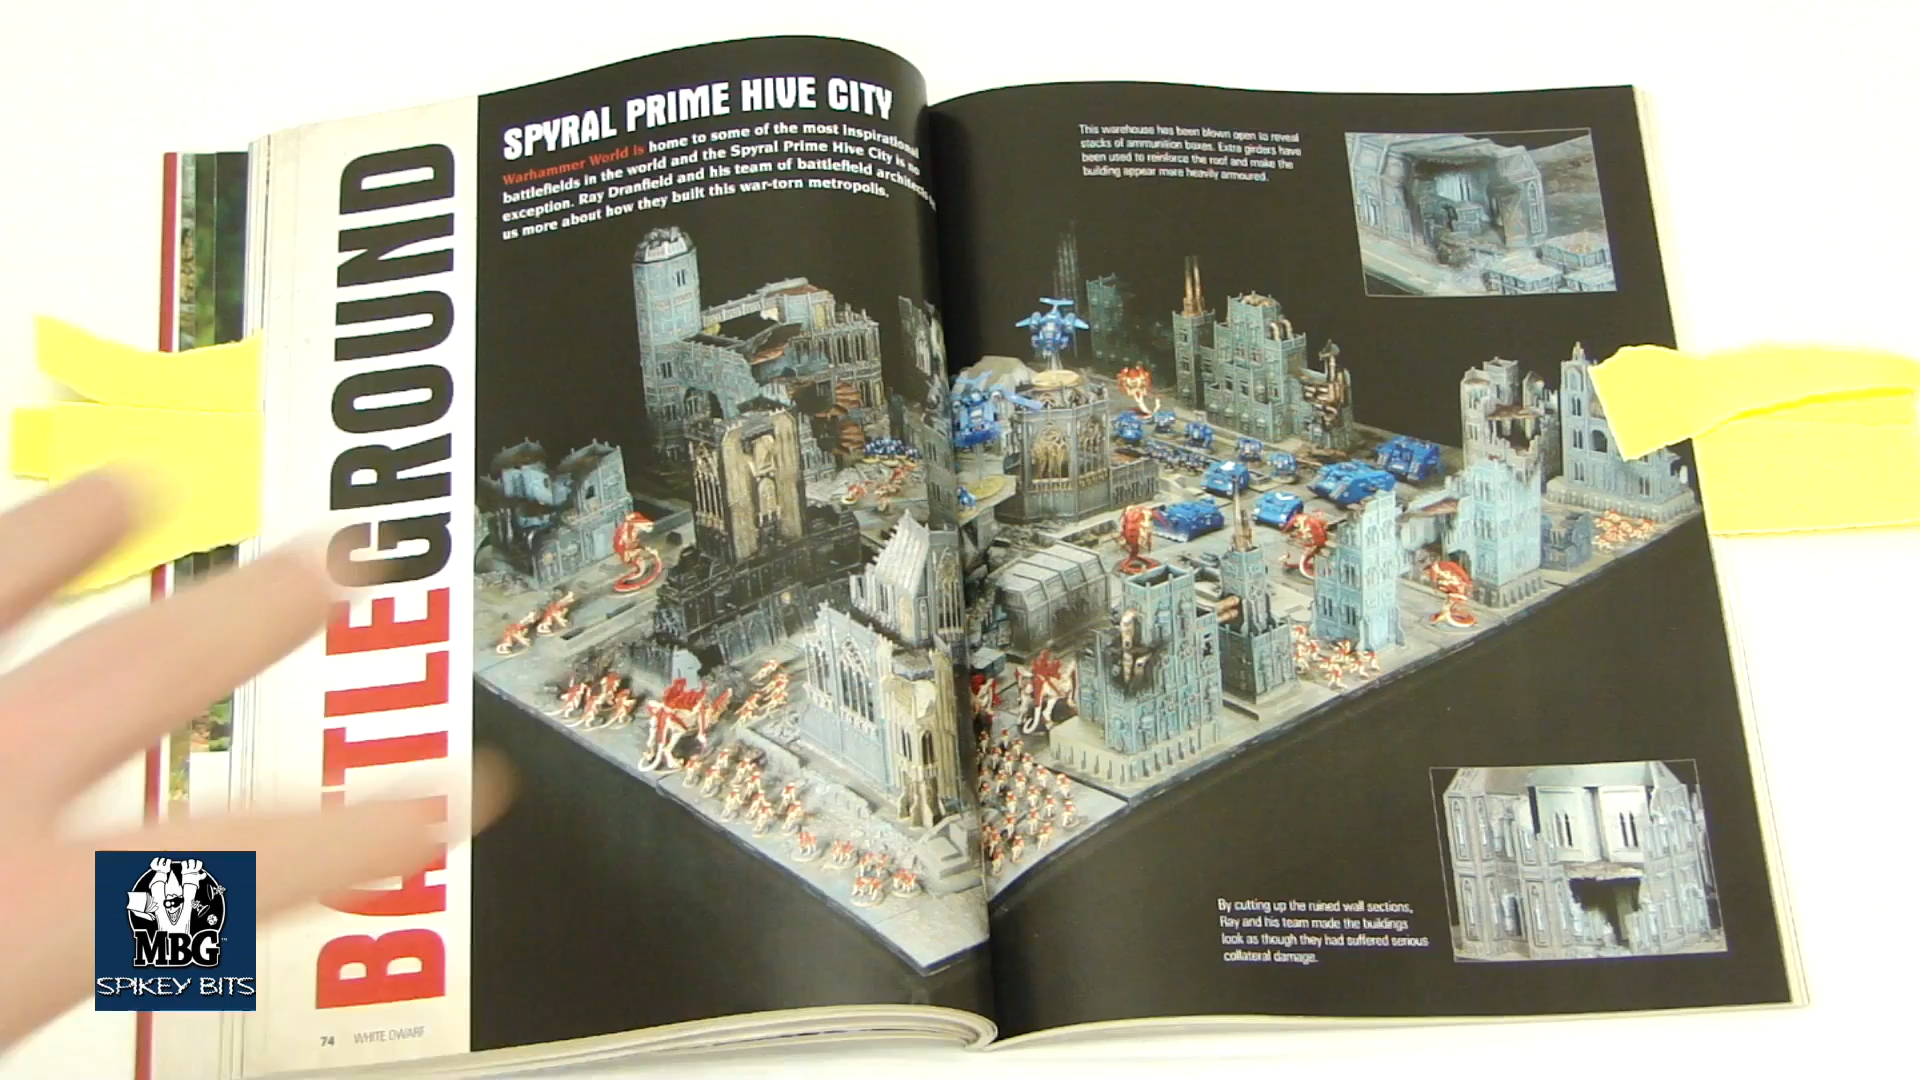 BATTLEGROUND
SPYRAL PRIME HIVE CITY
Warhammer World is home to some of the most inspirational
battlefields in the world and the Spyral Prime Hive City is no
exception. Ray Dranfield and his team of battlefield architects
us more about how they built this war-torn metropolis.
This warehouse has been blown open to reveal
stacks of ammunition boxes. Extra girders have
been used to reinforce the roof and make the
building appear more heavily armoured.
By cutting up the ruined wall sections,
Ray and his team made the buildings
look as though they had suffered serious
collateral damage.
74 WHITE DWARF
MBG
SPIKEY BITS